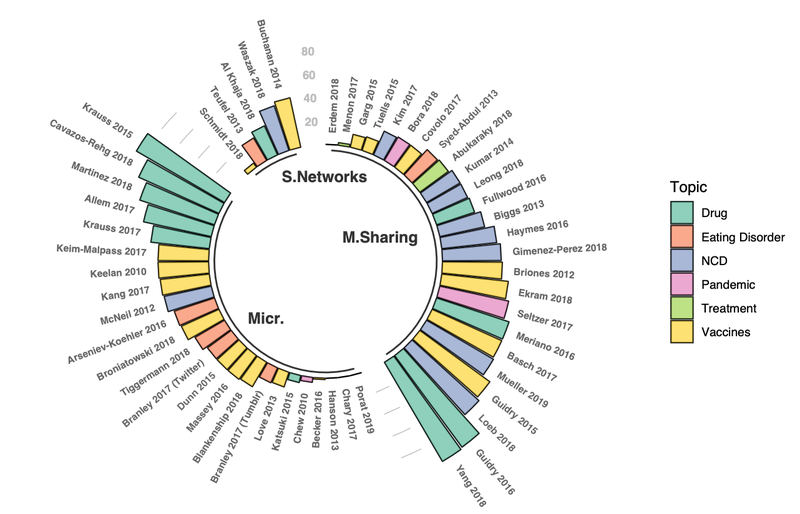 80
60
40
20
Erdem 2018
Menon 2017
Garg 2015
Tuells 2015
Kim 2017
Bora 2018
Covolo 2017
Syed-Abdul 2013
Abukaraky 2018
Kumar 2014
Leong 2018
Fullwood 2016
Biggs 2013
Haymes 2016
Gimenez-Perez 2018
Briones 2012
Ekram 2018
Seltzer 2017
Meriano 2016
Basch 2017
Mueller 2019
Guidry 2015
Loeb 2018
Guidry 2016
Yang 2018
Porat 2019
Chary 2017
Hanson 2013
Becker 2016
Chew 2010
Katsuki 2015
Love 2013
Branley 2017 (Tumblr)
Blankenship 2018
Massey 2016
Dunn 2015
Branley 2017 (Twitter)
Tiggermann 2018
Broniatowski 2018
Arseniev-Koehler 2016
McNeil 2012
Kang 2017
Keelan 2010
Keim-Malpass 2017
Krauss 2017
Allem 2017
Martinez 2018
Cavazos-Rehg 2018
Krauss 2015
Schmidt 2018
Teufel 2013
Al Khaja 2018
Waszak 2018
Buchanan 2014
S.Networks
M.Sharing
Micr.
Topic
Drug
Eating Disorder
NCD
Pandemic
Treatment
Vaccines